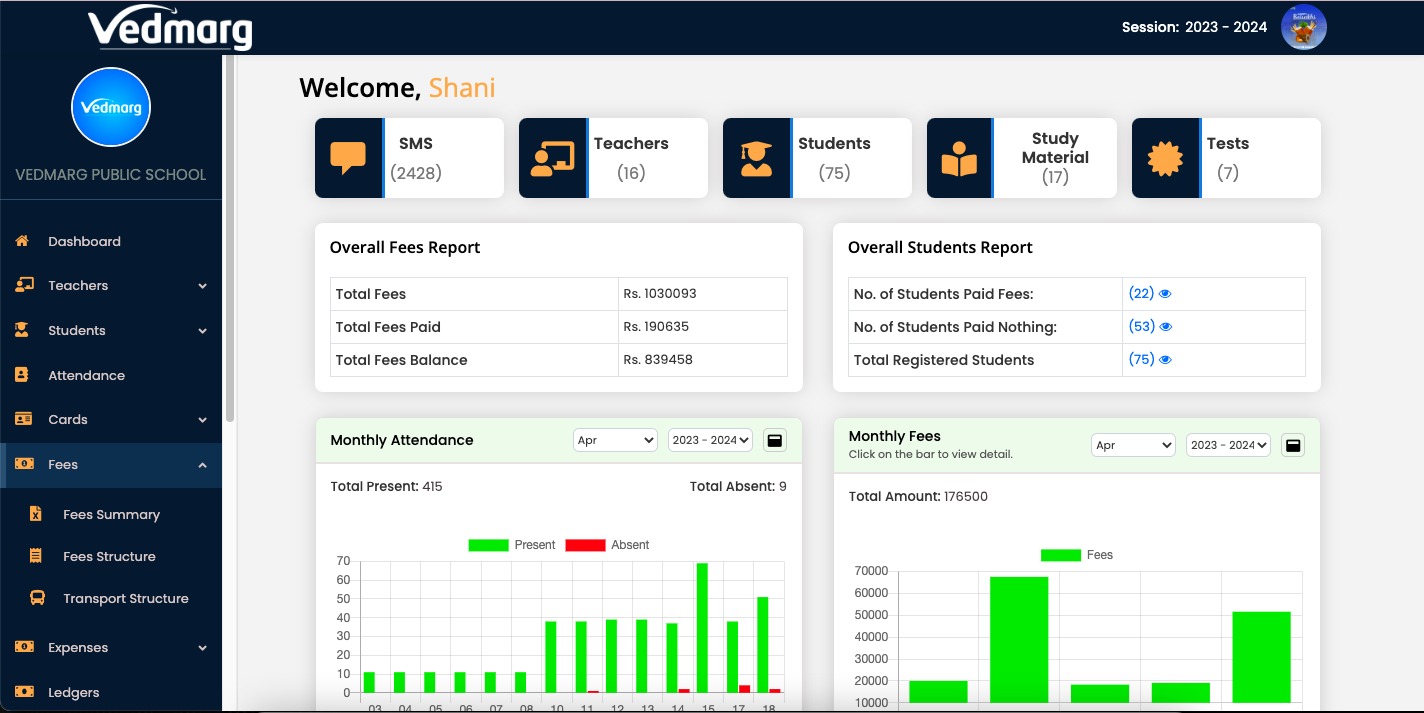 Vedmarg
Session: 2023 - 2024
Vedmarg
VEDMARG PUBLIC SCHOOL
Dashboard
Teachers
Students
Attendance
Cards
Fees
Fees Summary
Fees Structure
Transport Structure
Expenses
Ledgers
Welcome, Shani
SMS
(2428)
Teachers
(16)
Students
(75)
Study
Material
(17)
Tests
(7)
Overall Fees Report
Total Fees Rs. 1030093
Total Fees Paid Rs. 190635
Total Fees Balance Rs. 839458
Overall Students Report
No. of Students Paid Fees: (22)
No. of Students Paid Nothing: (53)
Total Registered Students (75)
Monthly Attendance Apr 2023 - 2024
Total Present: 415 Total Absent: 9
Present Absent
70
60
50
40
30
20
10
0
03 04 05 06 07 08 10 11 12 13 14 15 17 18
Monthly Fees Apr 2023 - 2024
Click on the bar to view detail.
Total Amount: 176500
Fees
70000
60000
50000
40000
30000
20000
10000